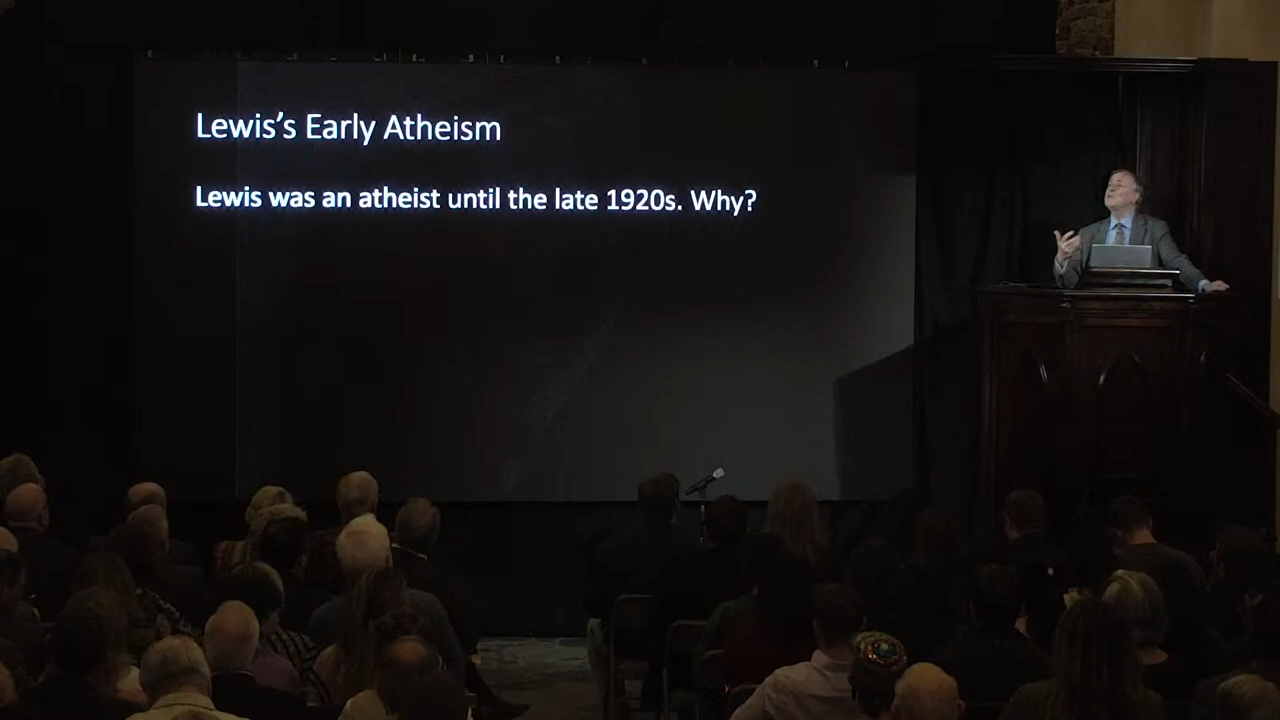 Lewis's Early Atheism
Lewis was an atheist until the late 1920s. Why?